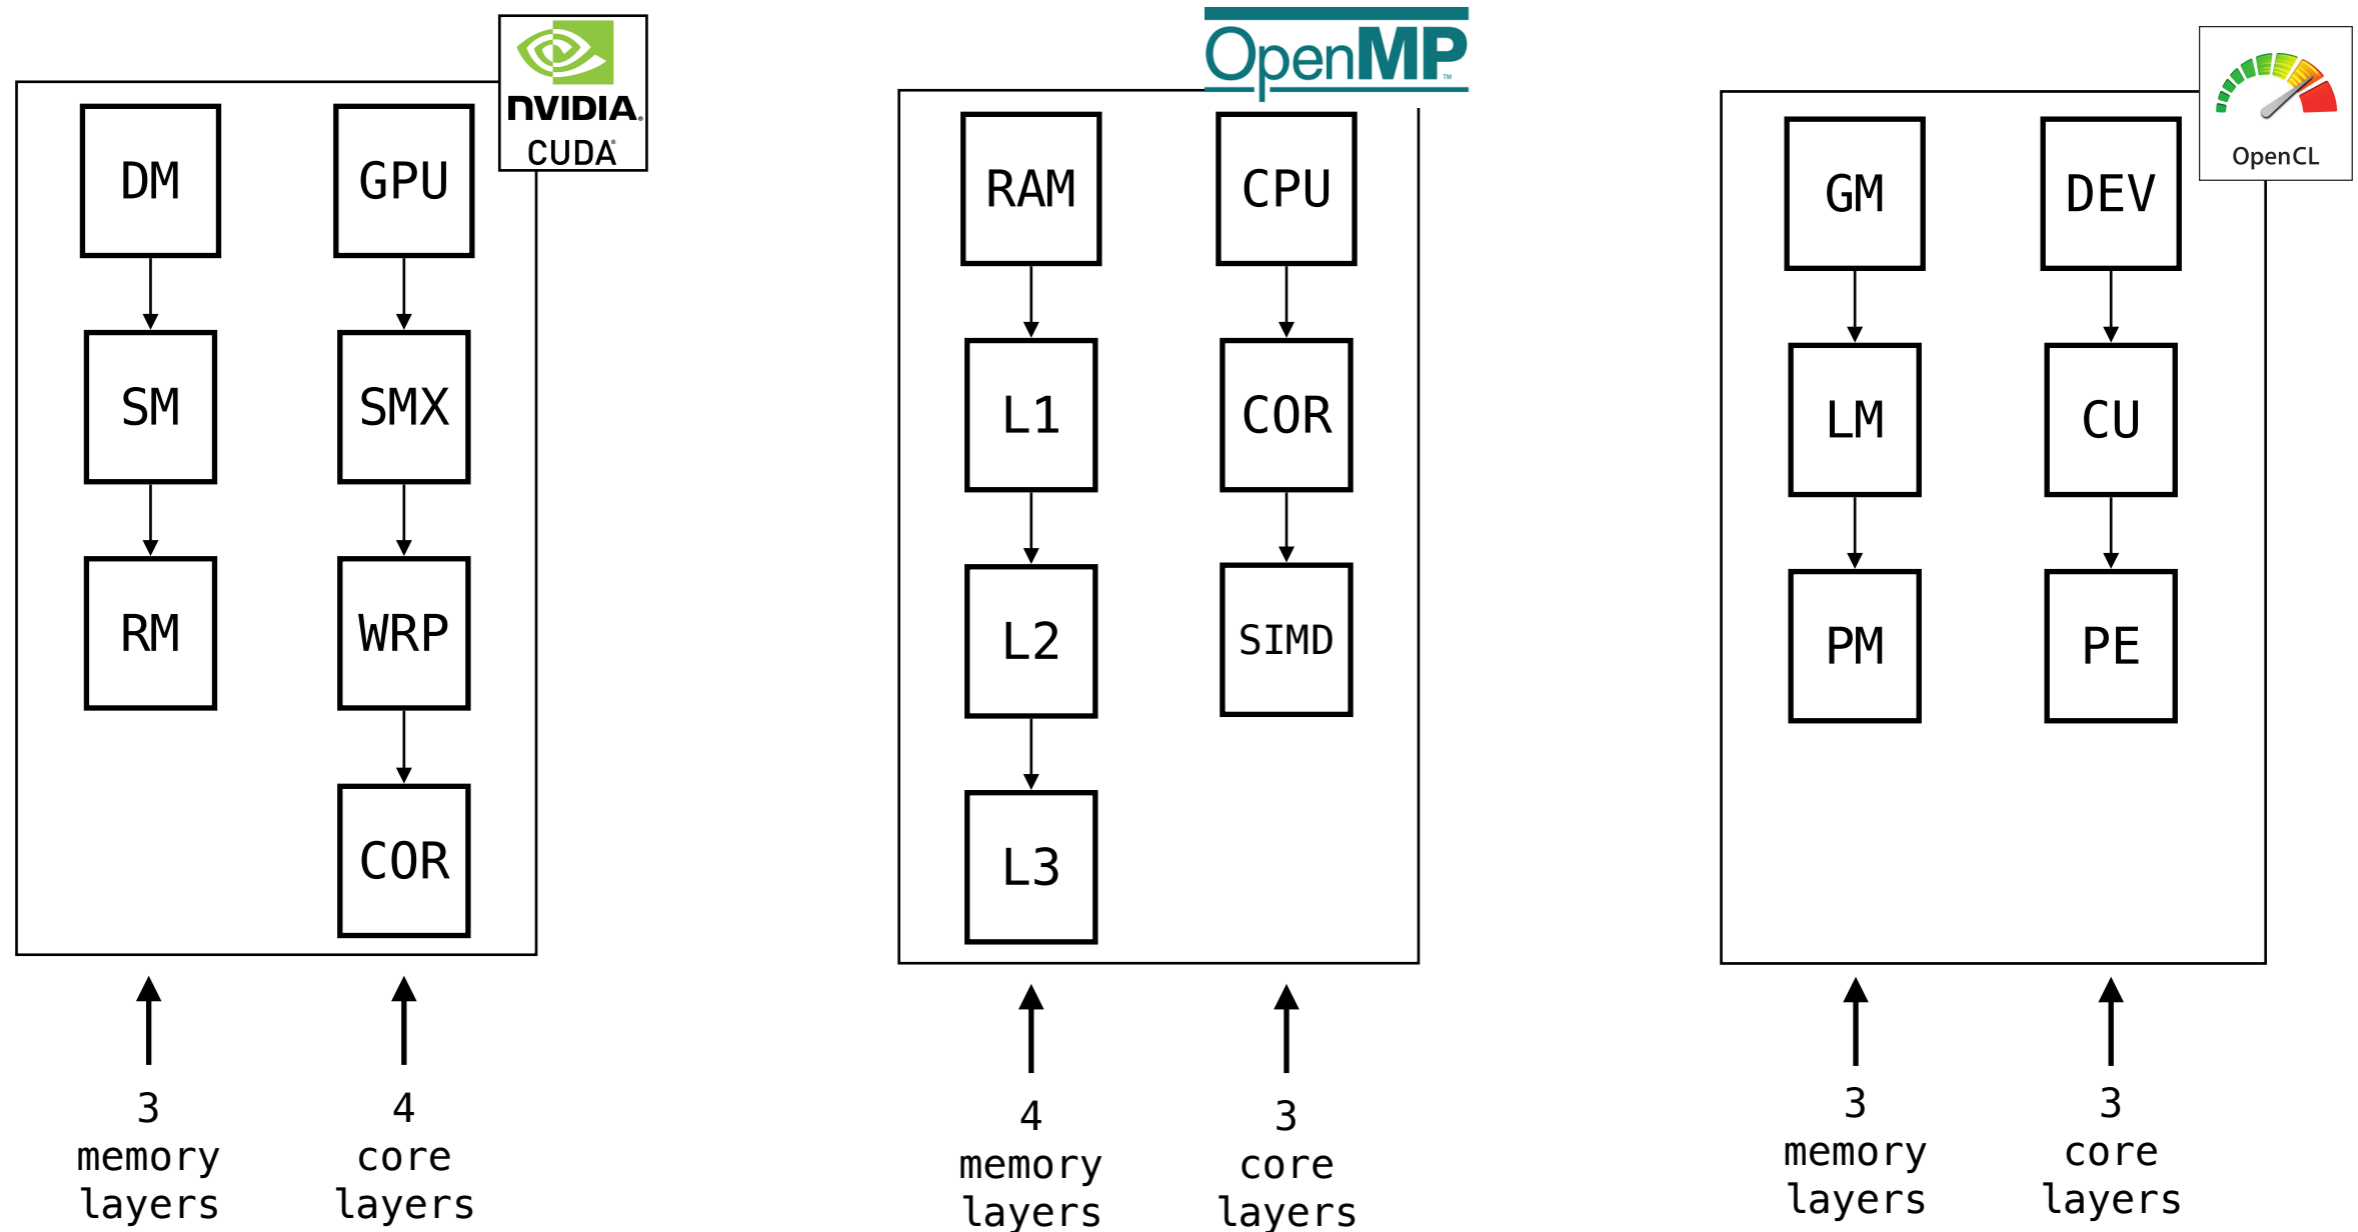 NVIDIA.
CUDA
DM
GPU
SM
SMX
RM
WRP
COR
3
memory
layers
4
core
layers
OpenMP
RAM
CPU
L1
COR
L2
SIMD
L3
4
memory
layers
3
core
layers
OpenCL
GM
DEV
LM
CU
PM
PE
3
memory
layers
3
core
layers